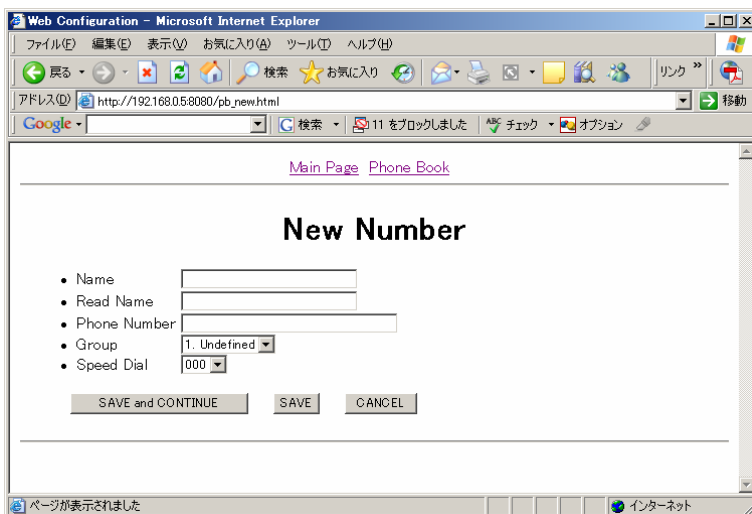 Web Configuration - Microsoft Internet Explorer
ファイル(F) 編集(E) 表示(V) お気に入り(A) ツール(T) ヘルプ(H)
戻る 検索 お気に入り リンク »
アドレス(D) http://192.168.0.5:8080/pb_new.html 移動
Google 検索 11 をブロックしました ABC チェック オプション
Main Page Phone Book
New Number
• Name
• Read Name
• Phone Number
• Group 1. Undefined
• Speed Dial 000
SAVE and CONTINUE SAVE CANCEL
ページが表示されました インターネット